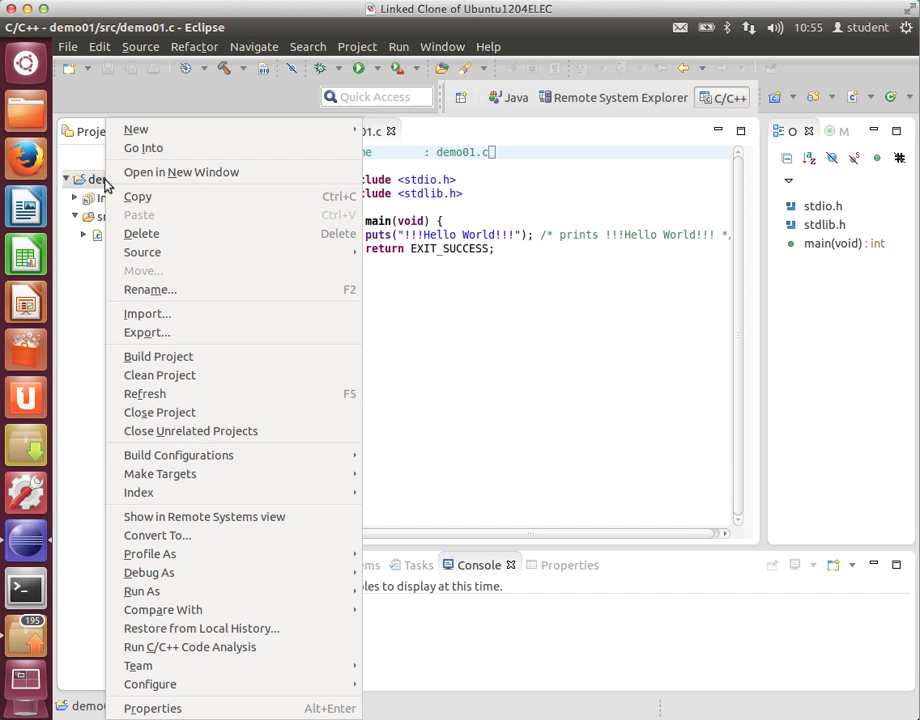 Linked Clone of Ubuntu1204ELEC
C/C++ - demo01/src/demo01.c - Eclipse
10:55 student
File Edit Source Refactor Navigate Search Project Run Window Help
Quick Access
Java
Remote System Explorer
C/C++
Proje
1.c
O
M
me : demo01.c
de
clude <stdio.h>
clude <stdlib.h>
main(void) {
puts("!!!Hello World!!!"); /* prints !!!Hello World!!! */
return EXIT_SUCCESS;
stdio.h
stdlib.h
main(void) : int
New
Go Into
Open in New Window
Copy Ctrl+C
Paste Ctrl+V
Delete Delete
Source
Move...
Rename... F2
Import...
Export...
Build Project
Clean Project
Refresh F5
Close Project
Close Unrelated Projects
Build Configurations
Make Targets
Index
Show in Remote Systems view
Convert To...
Profile As
Debug As
Run As
Compare With
Restore from Local History...
Run C/C++ Code Analysis
Team
Configure
Properties Alt+Enter
ems
Tasks
Console
Properties
les to display at this time.
195
demo